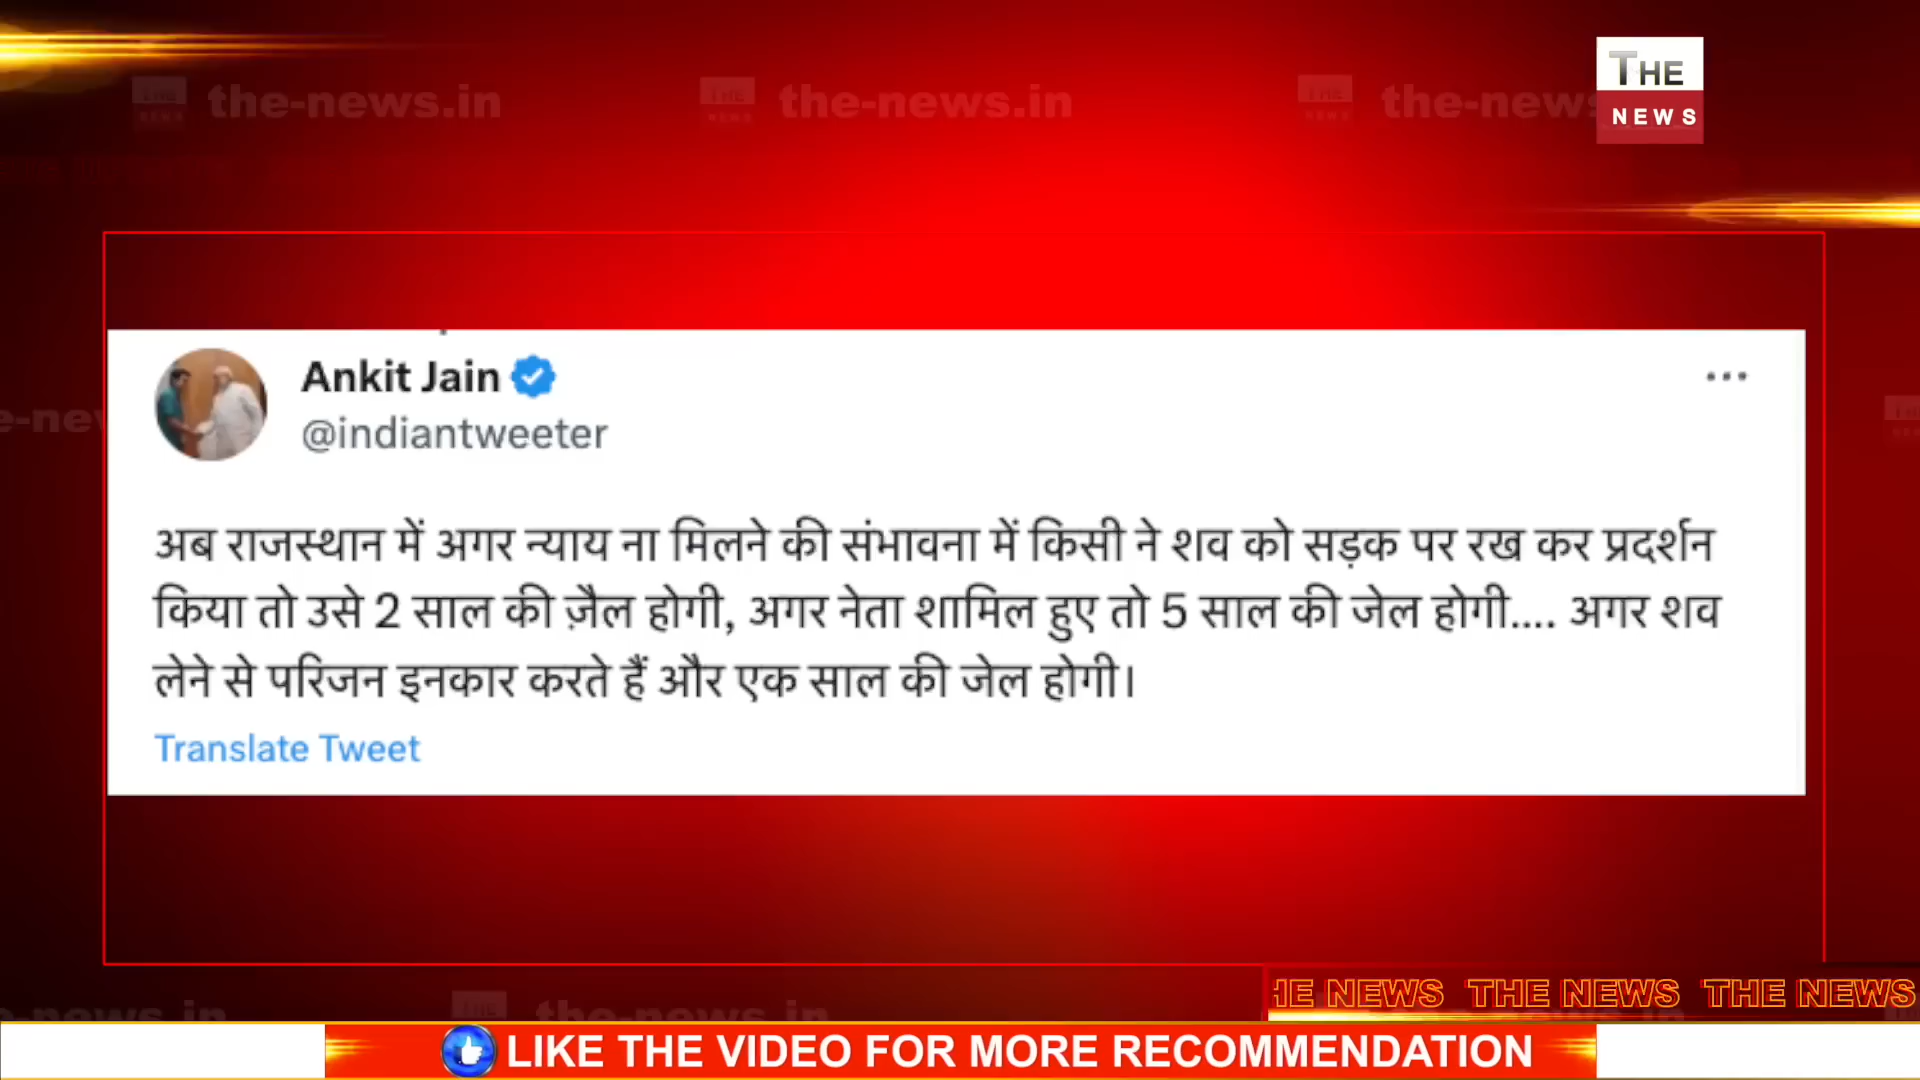 THE
NEWS
the-news.in
the-news.in
the-news
Ankit Jain
@indiantweeter
अब राजस्थान में अगर न्याय ना मिलने की संभावना में किसी ने शव को सड़क पर रख कर प्रदर्शन
किया तो उसे 2 साल की ज़ैल होगी, अगर नेता शामिल हुए तो 5 साल की जेल होगी.... अगर शव
लेने से परिजन इनकार करते हैं और एक साल की जेल होगी।
Translate Tweet
THE NEWS THE NEWS
LIKE THE VIDEO FOR MORE RECOMMENDATION